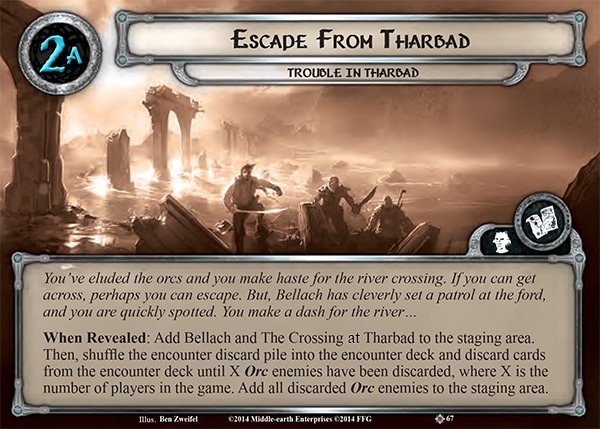 2A
ESCAPE FROM THARBAD
TROUBLE IN THARBAD
You've eluded the orcs and you make haste for the river crossing. If you can get
across, perhaps you can escape. But, Bellach has cleverly set a patrol at the ford,
and you are quickly spotted. You make a dash for the river…
When Revealed: Add Bellach and The Crossing at Tharbad to the staging area.
Then, shuffle the encounter discard pile into the encounter deck and discard cards
from the encounter deck until X Orc enemies have been discarded, where X is the
number of players in the game. Add all discarded Orc enemies to the staging area.
Illus. Ben Zweifel ©2014 Middle-earth Enterprises ©2014 FFG 67